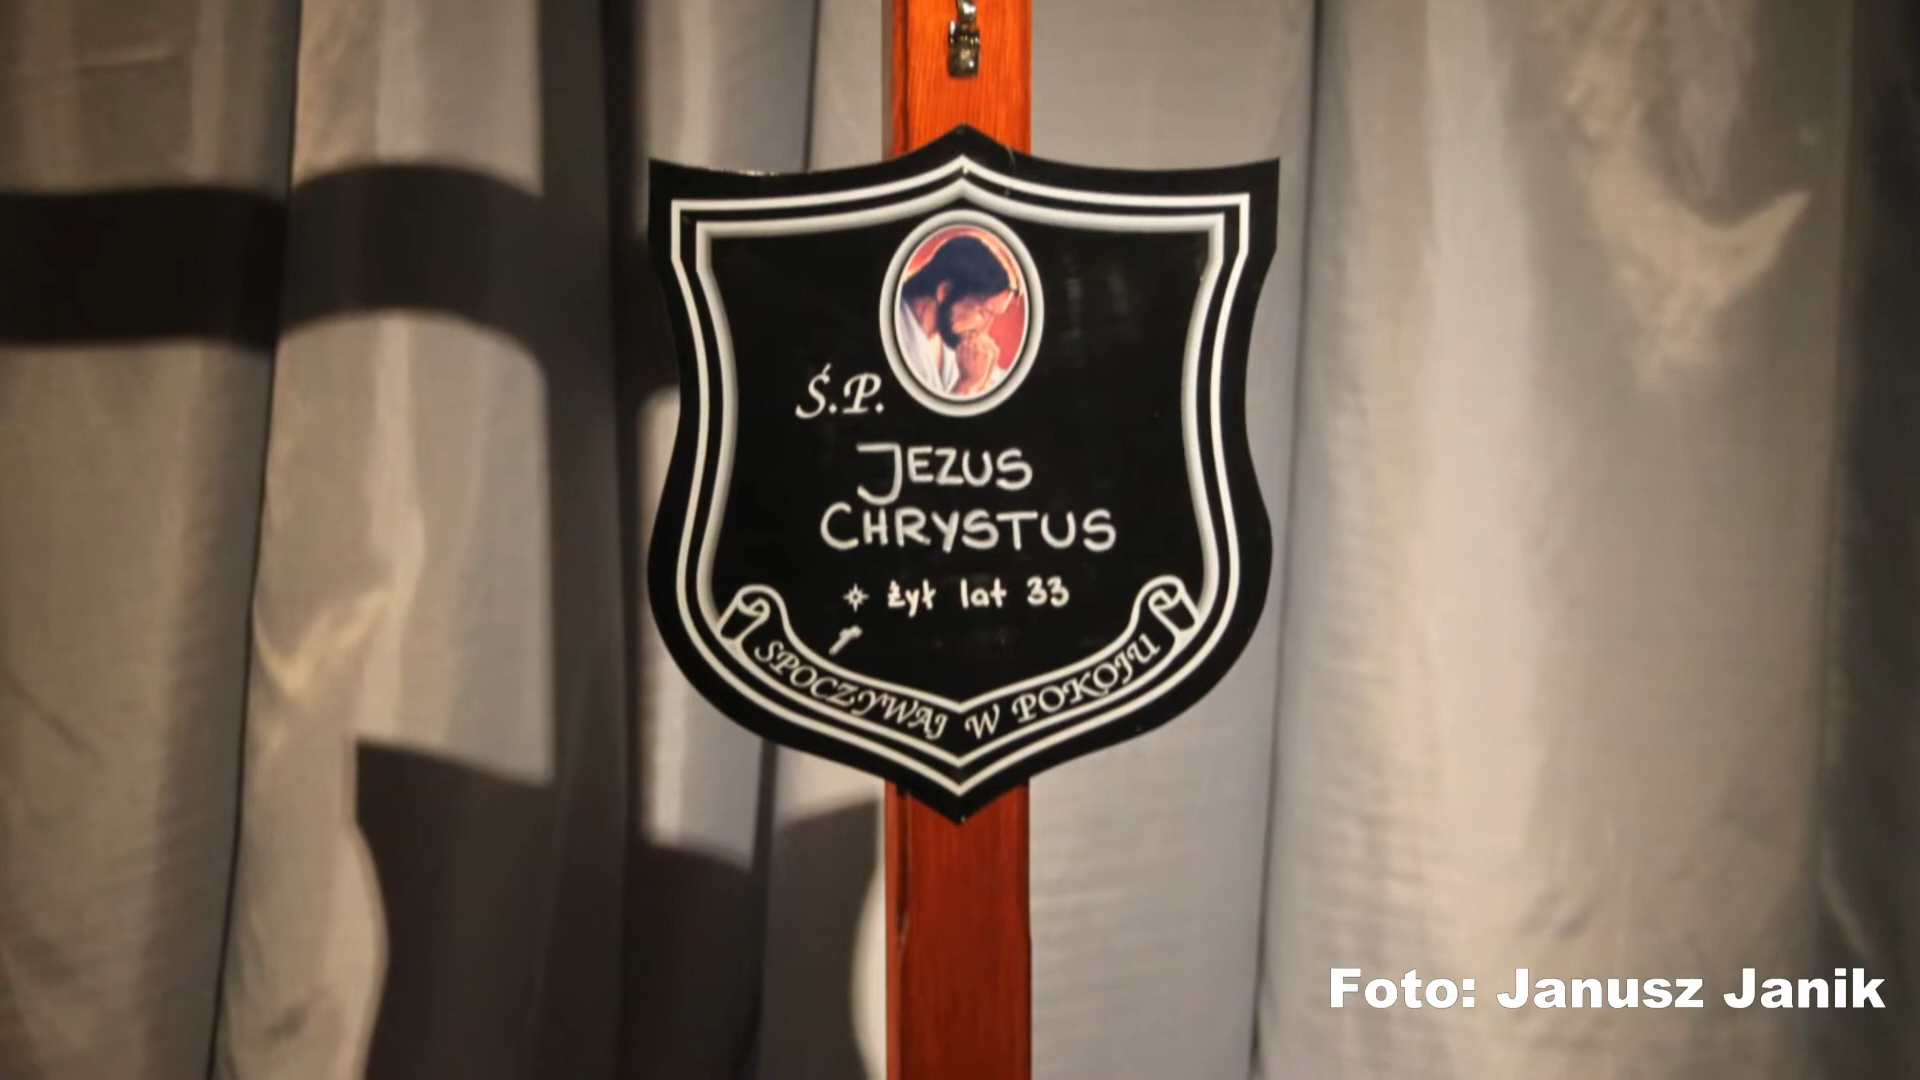 Ś.P.
JEZUS
CHRYSTUS
żył lat 33
SPOCZYWAJ W POKOJU
Foto: Janusz Janik